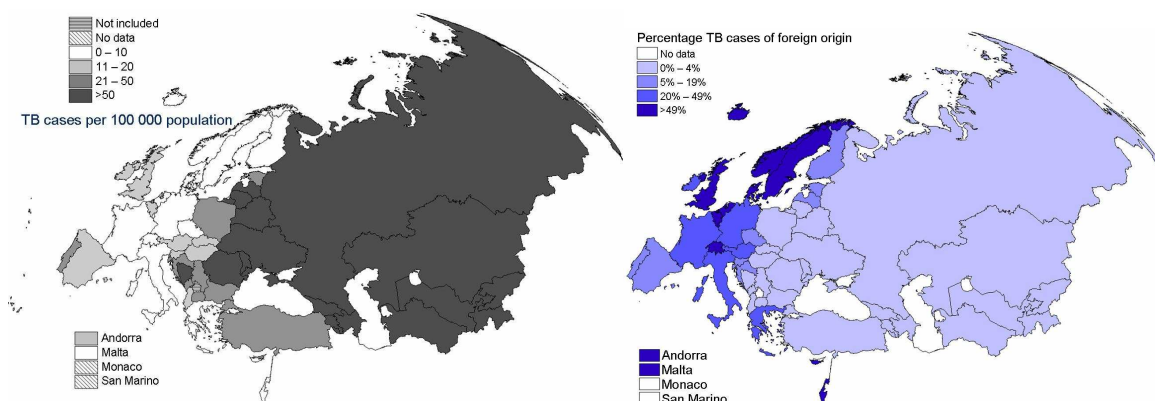 Not included
No data
0 – 10
11 – 20
21 – 50
>50
TB cases per 100 000 population
Andorra
Malta
Monaco
San Marino
Percentage TB cases of foreign origin
No data
0% – 4%
5% – 19%
20% – 49%
>49%
Andorra
Malta
Monaco
San Marino